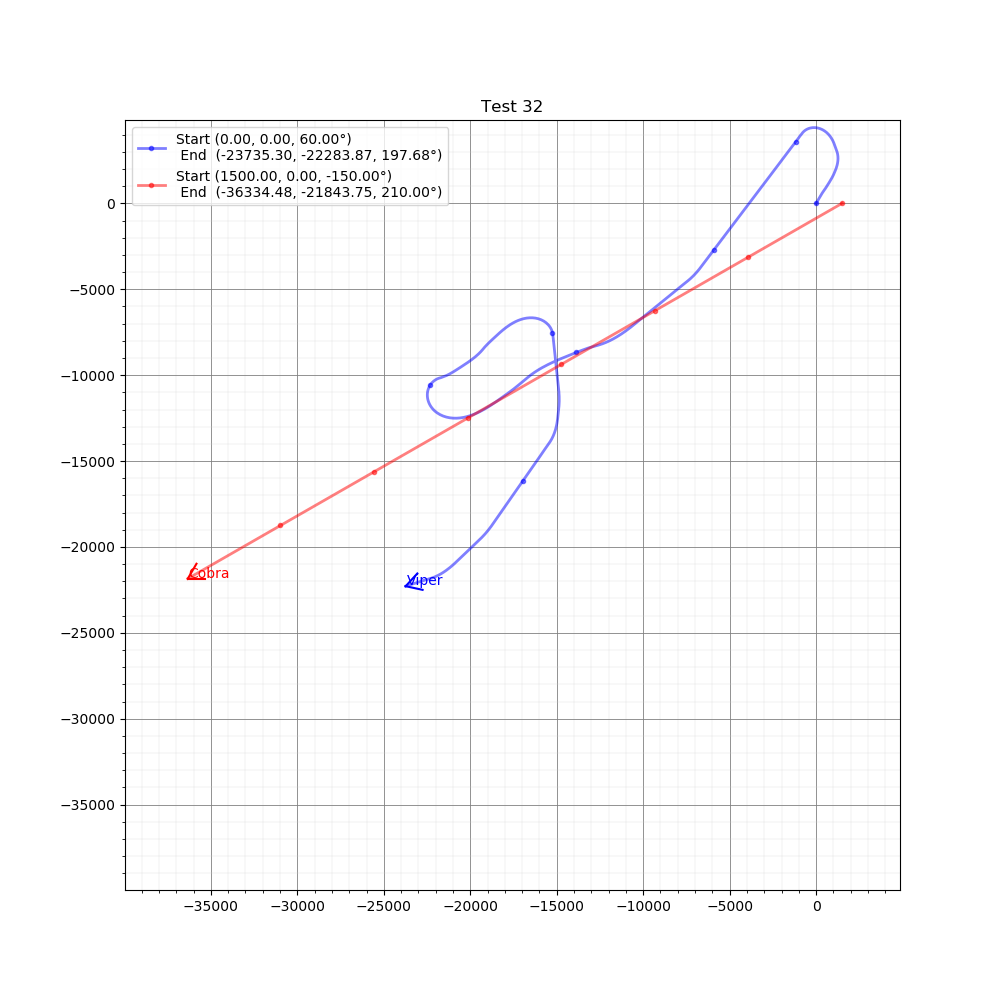 Test 32
Start (0.00, 0.00, 60.00°)
End  (-23735.30, -22283.87, 197.68°)
Start (1500.00, 0.00, -150.00°)
End  (-36334.48, -21843.75, 210.00°)
0
−5000
−10000
−15000
−20000
−25000
−30000
−35000
Cobra
Viper
−35000
−30000
−25000
−20000
−15000
−10000
−5000
0